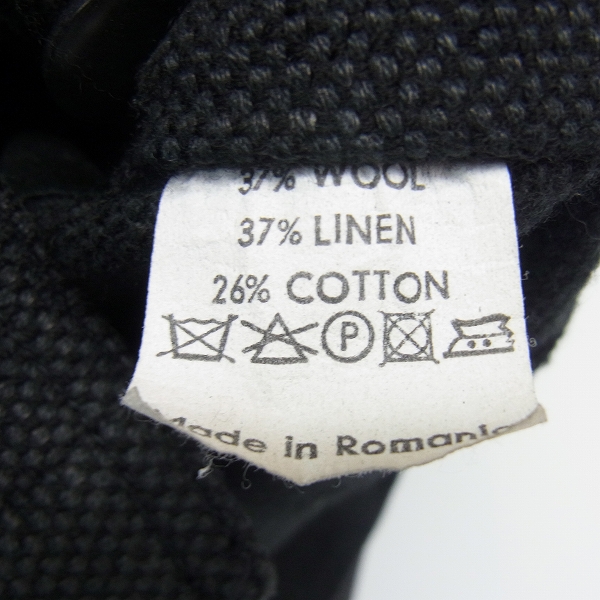 37% WOOL
37% LINEN
26% COTTON
P
Made in Romania